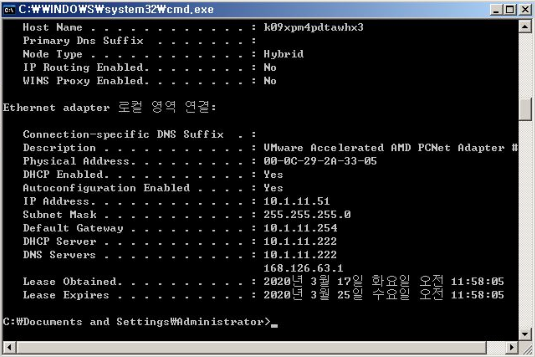 C:₩WINDOWS₩system32₩cmd.exe
Host Name . . . . . . . . . . . . : k09xpm4pdtawhx3
Primary Dns Suffix  . . . . . . . :
Node Type . . . . . . . . . . . . : Hybrid
IP Routing Enabled. . . . . . . . : No
WINS Proxy Enabled. . . . . . . . : No
Ethernet adapter 로컬 영역 연결:
Connection-specific DNS Suffix  . :
Description . . . . . . . . . . . : VMware Accelerated AMD PCNet Adapter #
Physical Address. . . . . . . . . : 00-0C-29-2A-33-05
DHCP Enabled. . . . . . . . . . . : Yes
Autoconfiguration Enabled . . . . : Yes
IP Address. . . . . . . . . . . . : 10.1.11.51
Subnet Mask . . . . . . . . . . . : 255.255.255.0
Default Gateway . . . . . . . . . : 10.1.11.254
DHCP Server . . . . . . . . . . . : 10.1.11.222
DNS Servers . . . . . . . . . . . : 10.1.11.222
168.126.63.1
Lease Obtained. . . . . . . . . . : 2020년 3월 17일 화요일 오전 11:58:05
Lease Expires . . . . . . . . . . : 2020년 3월 25일 수요일 오전 11:58:05
C:₩Documents and Settings₩Administrator>_